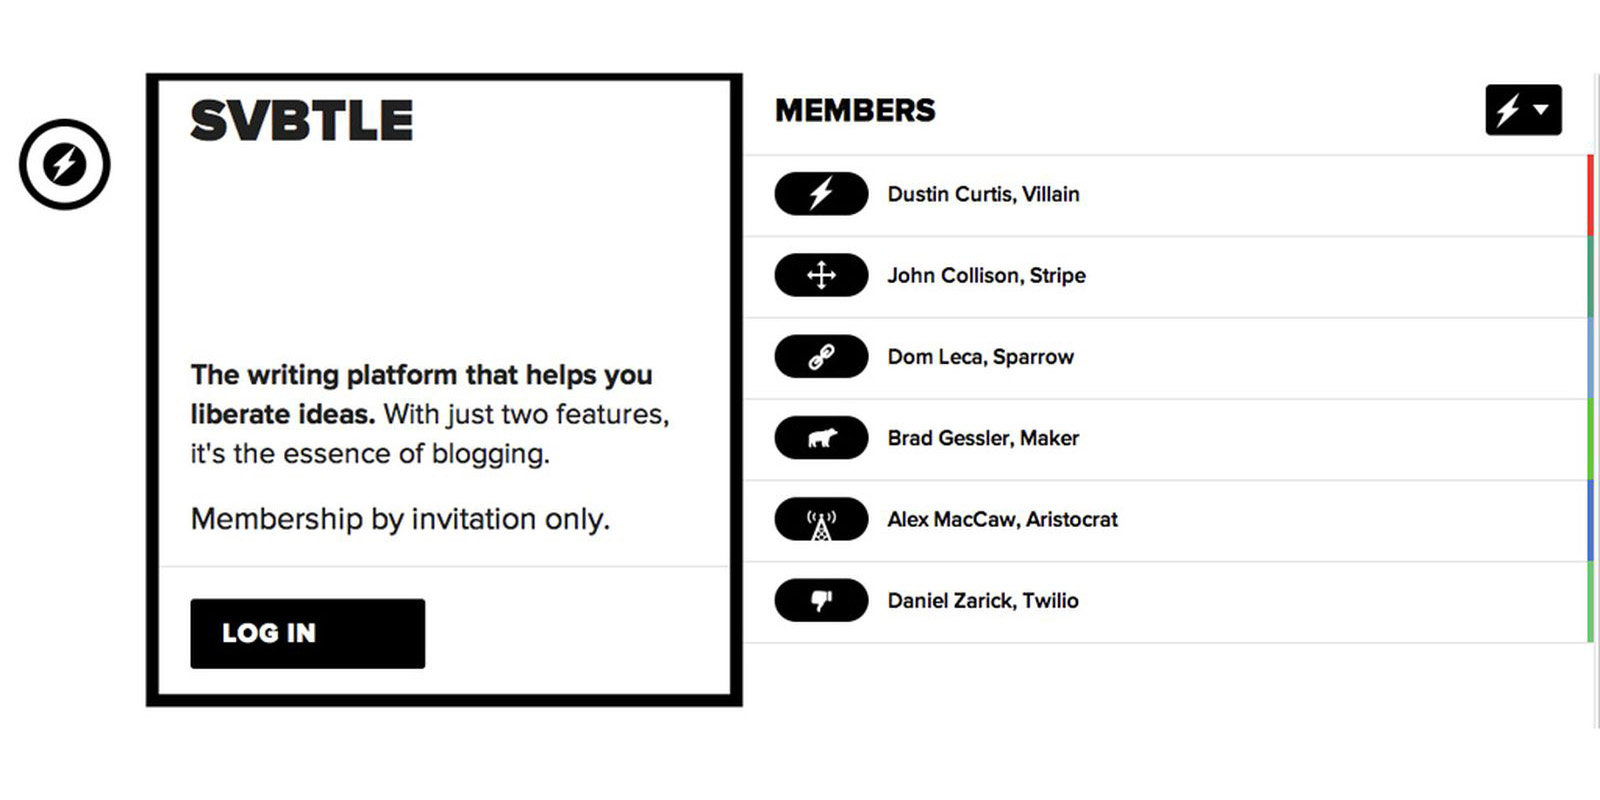 SVBTLE
The writing platform that helps you
liberate ideas. With just two features,
it's the essence of blogging.
Membership by invitation only.
LOG IN
MEMBERS
Dustin Curtis, Villain
John Collison, Stripe
Dom Leca, Sparrow
Brad Gessler, Maker
Alex MacCaw, Aristocrat
Daniel Zarick, Twilio